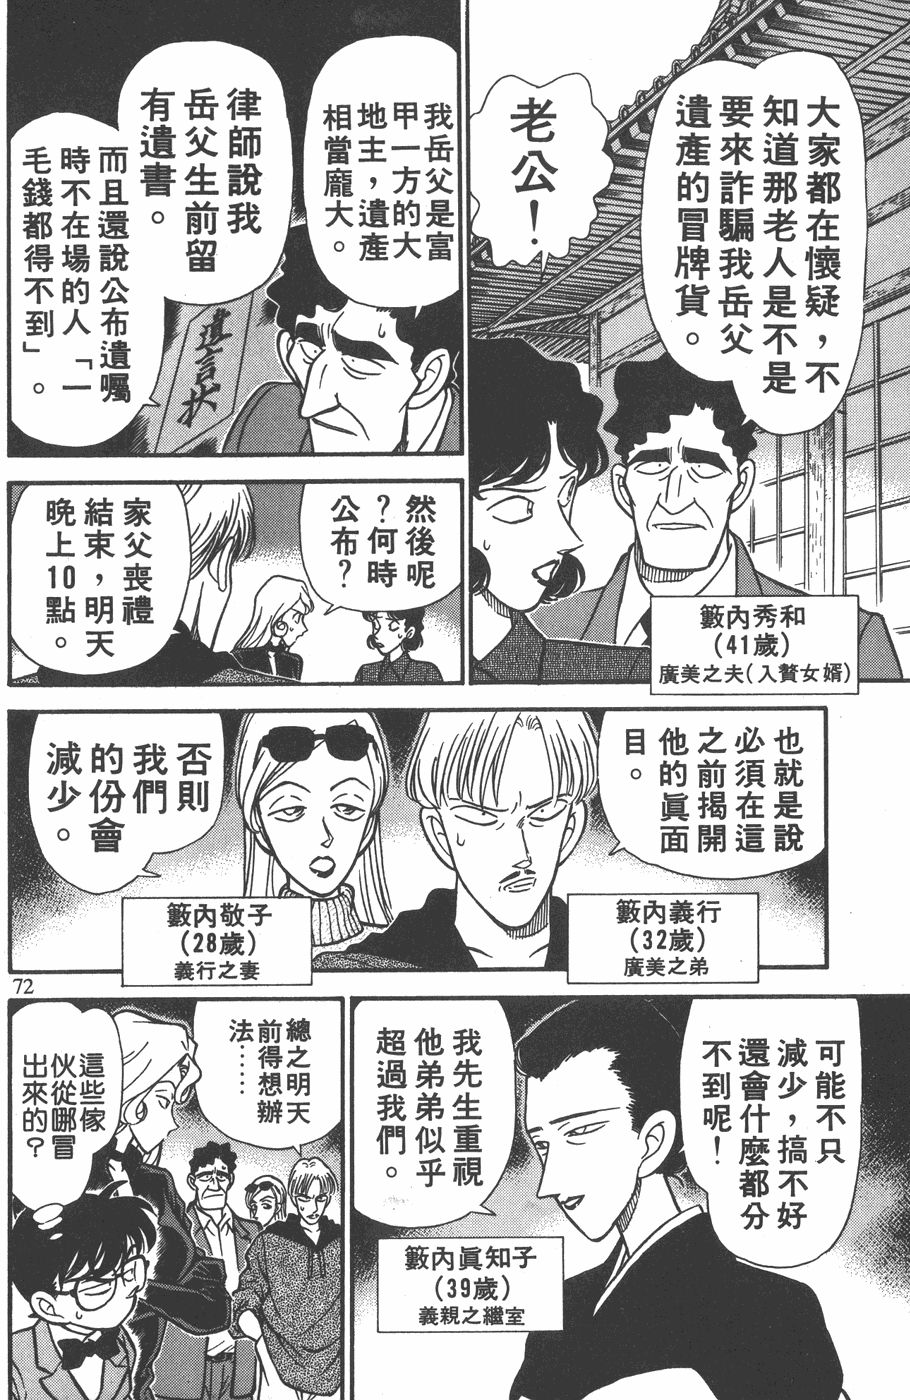 大家都在懷疑，不
知道那老人是不是
要來詐騙我岳父
遺產的冒牌貨。
老公！
籔內秀和
(41歲)
廣美之夫(入贅女婿)
我岳父是富
甲一方的大
地主，遺產
相當龐大。
律師說我
岳父生前留
有遺書。
而且還說公布遺囑
時不在場的人「一
毛錢都得不到」。
遺言狀
然後呢
？何時
公布？
家父喪禮
結束，明天
晚上10點。
也就是說
必須在這
之前揭開
他的眞面
目。
籔內義行
(32歲)
廣美之弟
否則
我們
的份會
減少。
籔內敬子
(28歲)
義行之妻
72
可能不只
減少，搞不好
還會什麼都分
不到呢！
我先生重視
他弟弟似乎
超過我們。
籔內眞知子
(39歲)
義親之繼室
總之明天
前得想辦
法……
這些傢
伙從哪冒
出來的？